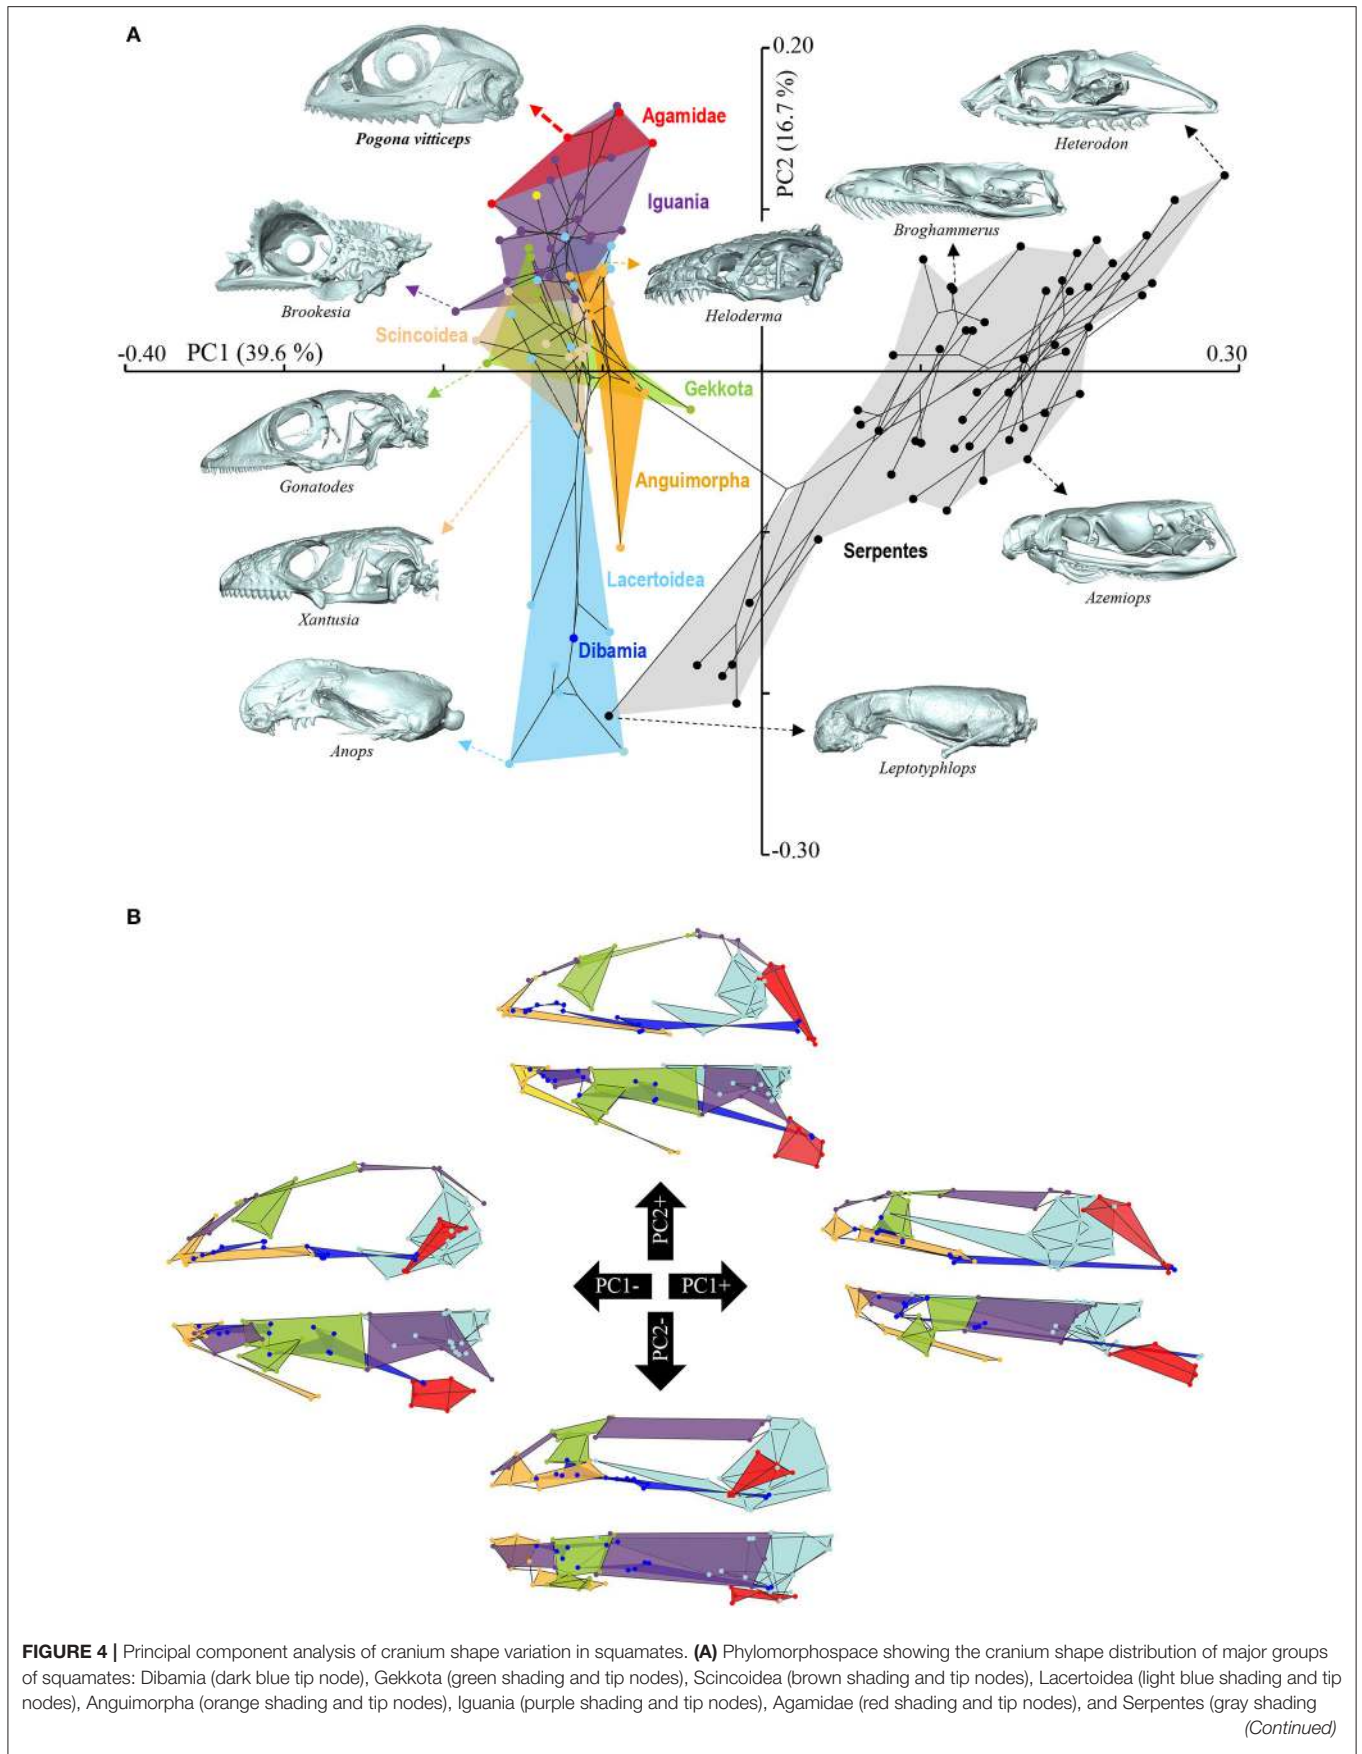 A
0.20
Agamidae
Pogona vitticeps
PC2 (16.7 %)
Heterodon
Iguania
Broghammerus
Brookesia
Heloderma
Scincoidea
-0.40 PC1 (39.6 %)
0.30
Gekkota
Gonatodes
Anguimorpha
Serpentes
Lacertoidea
Azemiops
Xantusia
Dibamia
Anops
Leptotyphlops
-0.30
B
PC2+
PC1-
PC1+
PC2-
FIGURE 4 | Principal component analysis of cranium shape variation in squamates. (A) Phylomorphospace showing the cranium shape distribution of major groups
of squamates: Dibamia (dark blue tip node), Gekkota (green shading and tip nodes), Scincoidea (brown shading and tip nodes), Lacertoidea (light blue shading and tip
nodes), Anguimorpha (orange shading and tip nodes), Iguania (purple shading and tip nodes), Agamidae (red shading and tip nodes), and Serpentes (gray shading
(Continued)